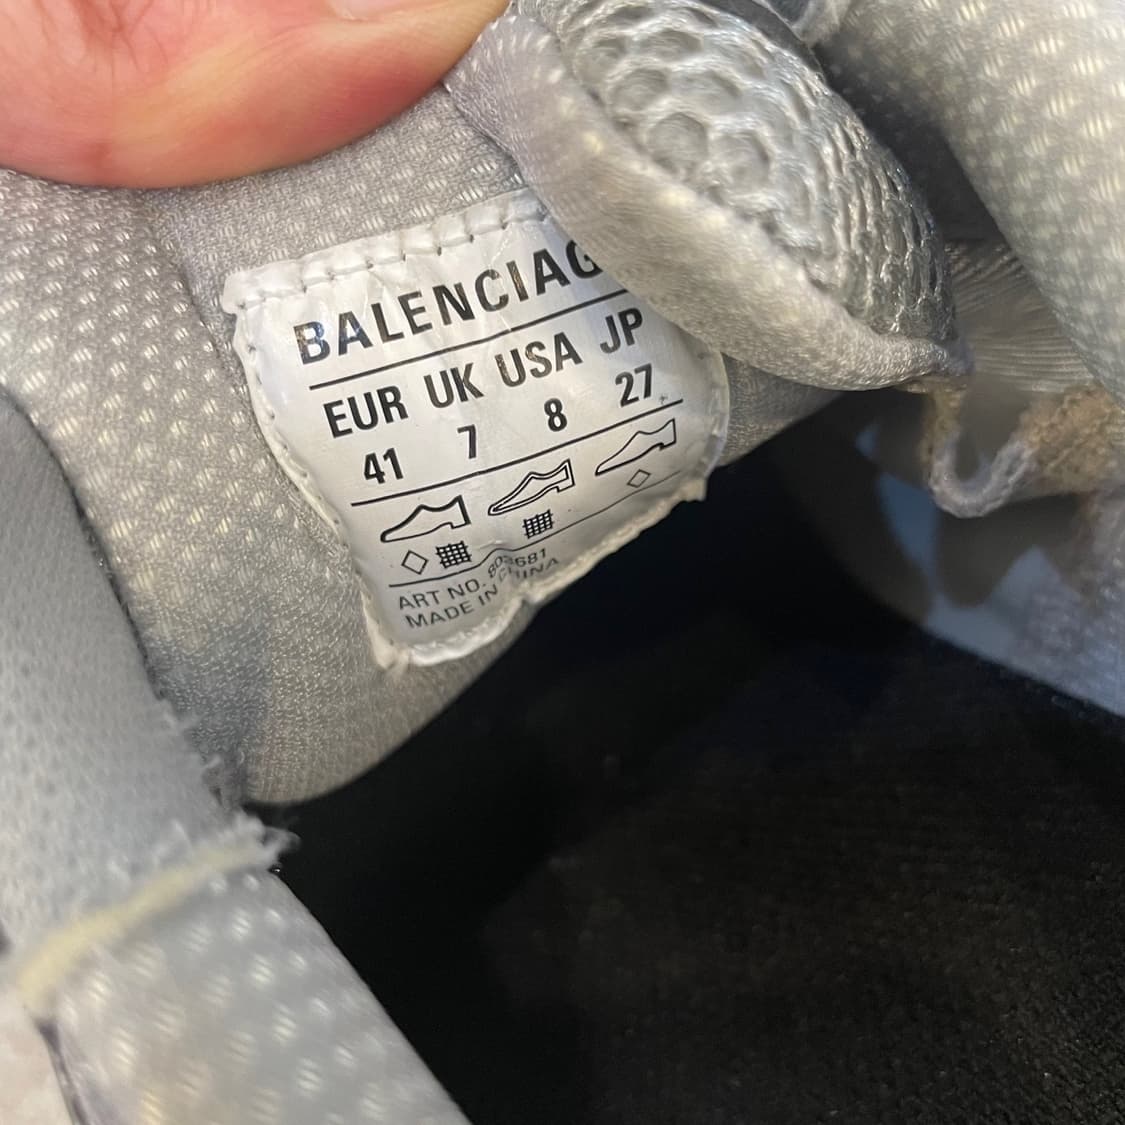 BALENCIAG
EUR UK USA JP
41 7 8 27
ART NO.
MADE IN CHINA